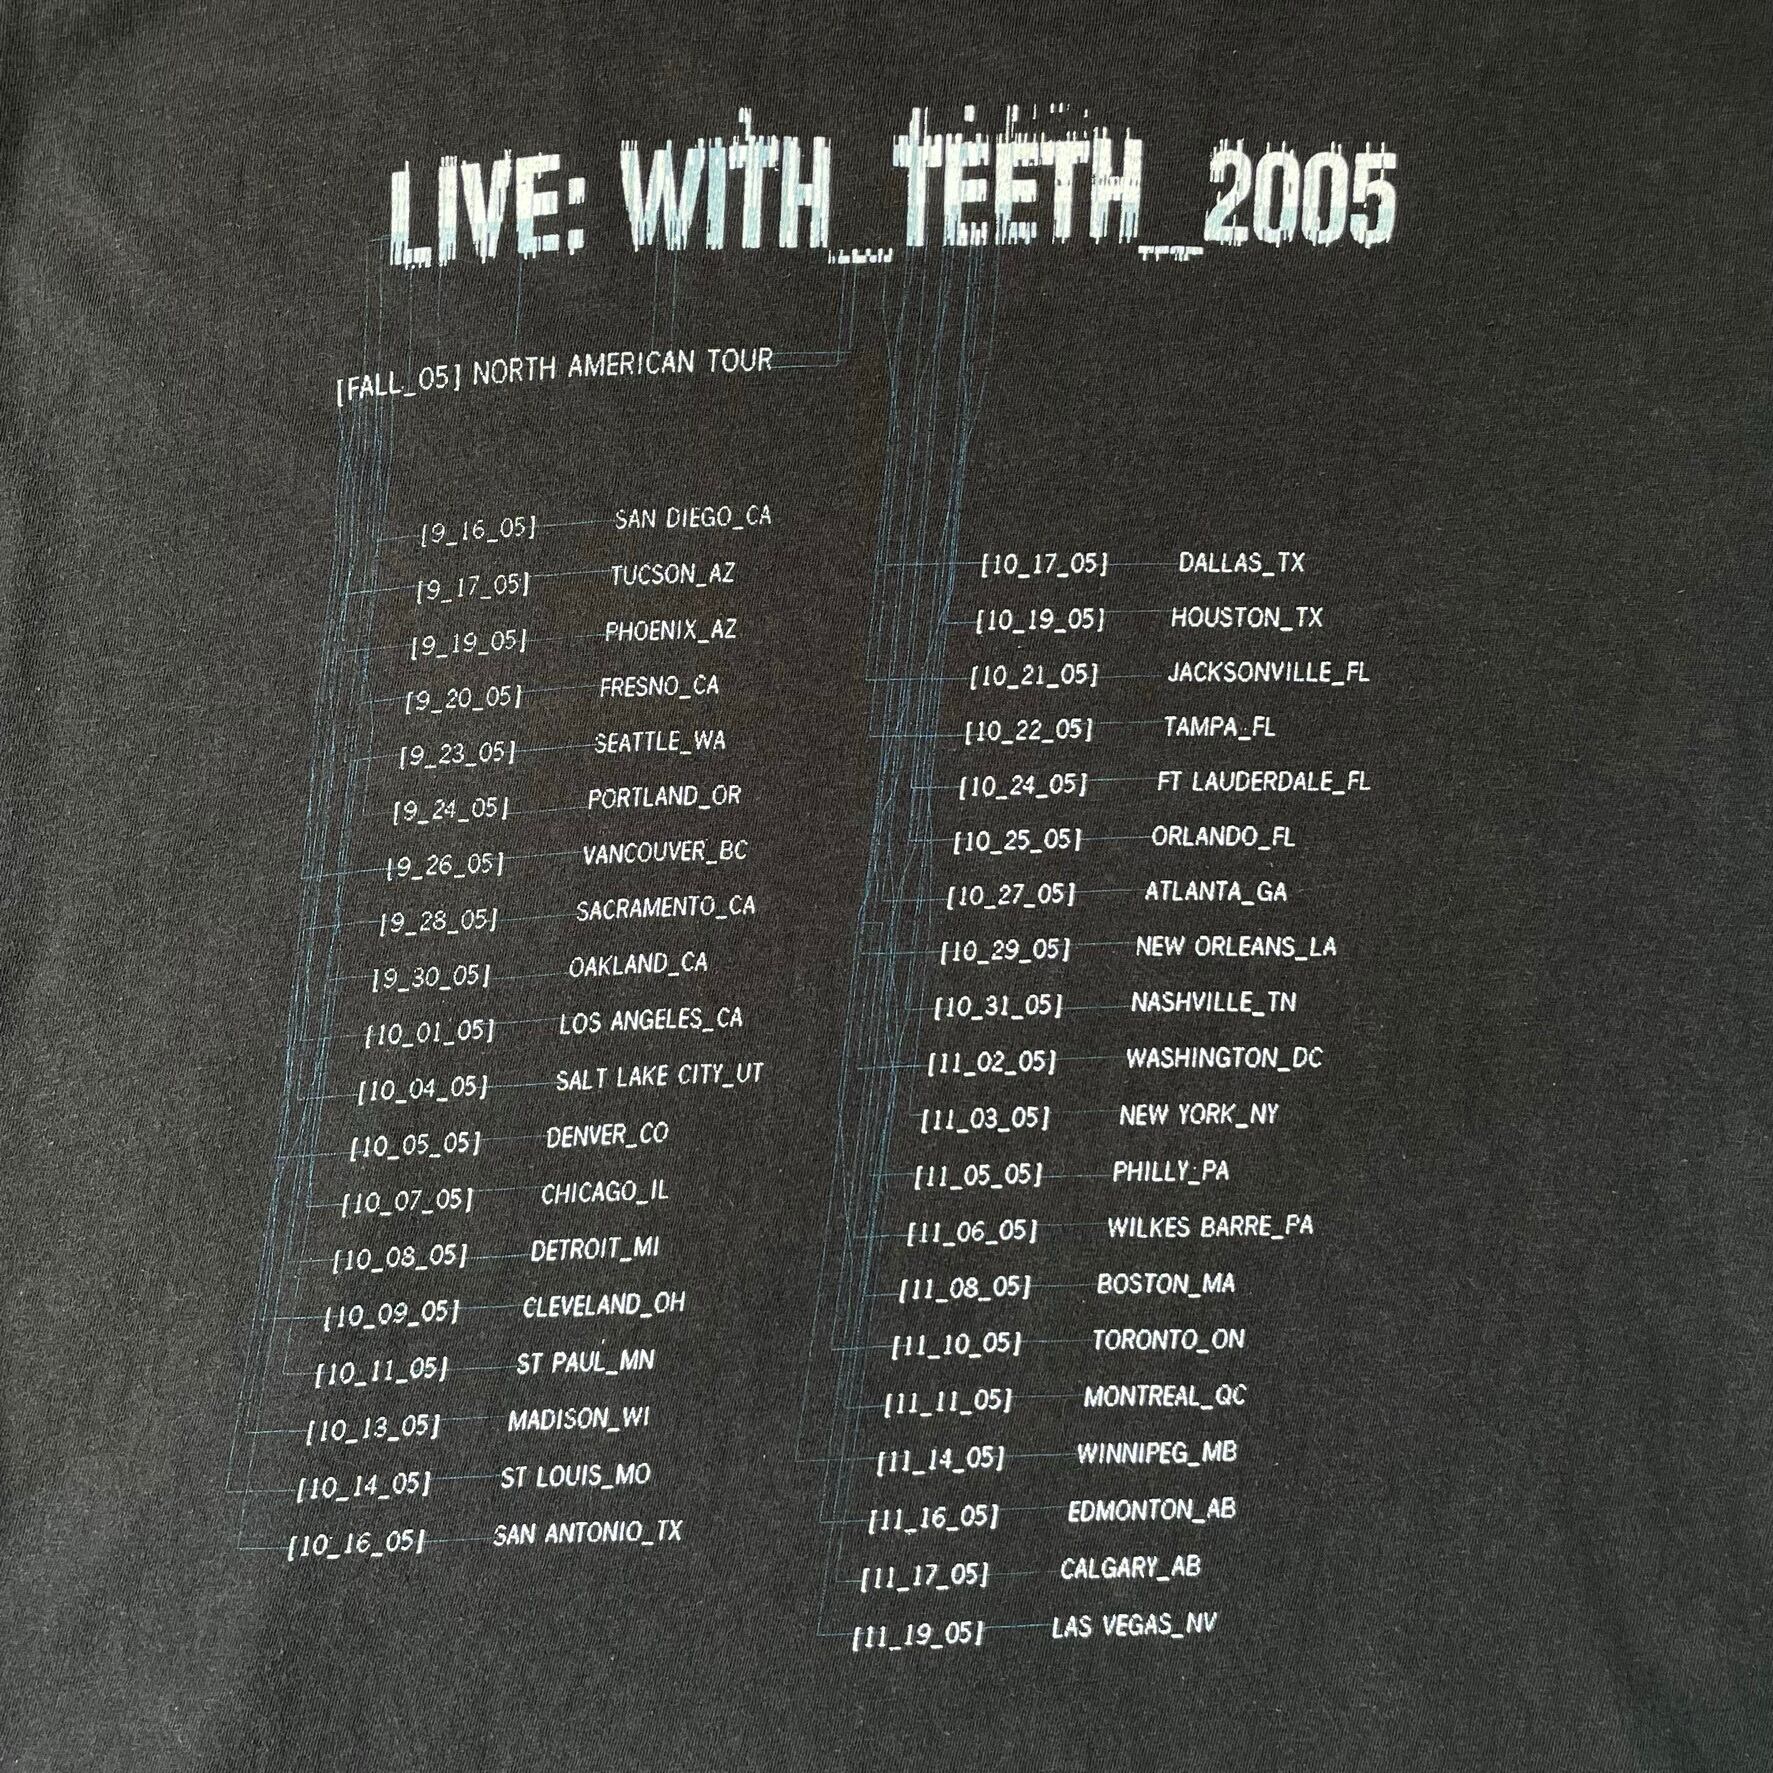 LIVE: WITH_TEETH_2005
[FALL_05] NORTH AMERICAN TOUR
[9_16_05] SAN DIEGO_CA
[9_17_05] TUCSON_AZ
[9_19_05] PHOENIX_AZ
[9_20_05] FRESNO_CA
[9_23_05] SEATTLE_WA
[9_24_05] PORTLAND_OR
[9_26_05] VANCOUVER_BC
[9_28_05] SACRAMENTO_CA
[9_30_05] OAKLAND_CA
[10_01_05] LOS ANGELES_CA
[10_04_05] SALT LAKE CITY_UT
[10_05_05] DENVER_CO
[10_07_05] CHICAGO_IL
[10_08_05] DETROIT_MI
[10_09_05] CLEVELAND_OH
[10_11_05] ST PAUL_MN
[10_13_05] MADISON_WI
[10_14_05] ST LOUIS_MO
[10_16_05] SAN ANTONIO_TX
[10_17_05] DALLAS_TX
[10_19_05] HOUSTON_TX
[10_21_05] JACKSONVILLE_FL
[10_22_05] TAMPA_FL
[10_24_05] FT LAUDERDALE_FL
[10_25_05] ORLANDO_FL
[10_27_05] ATLANTA_GA
[10_29_05] NEW ORLEANS_LA
[10_31_05] NASHVILLE_TN
[11_02_05] WASHINGTON_DC
[11_03_05] NEW YORK_NY
[11_05_05] PHILLY_PA
[11_06_05] WILKES BARRE_PA
[11_08_05] BOSTON_MA
[11_10_05] TORONTO_ON
[11_11_05] MONTREAL_QC
[11_14_05] WINNIPEG_MB
[11_16_05] EDMONTON_AB
[11_17_05] CALGARY_AB
[11_19_05] LAS VEGAS_NV